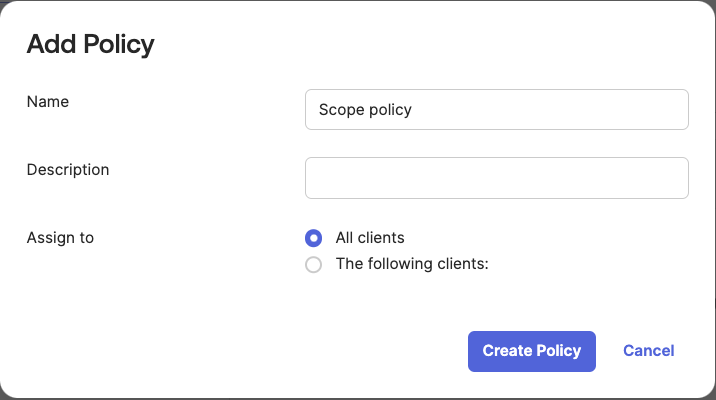 Add Policy
Name
Scope policy
Description
Assign to
All clients
The following clients:
Create Policy
Cancel